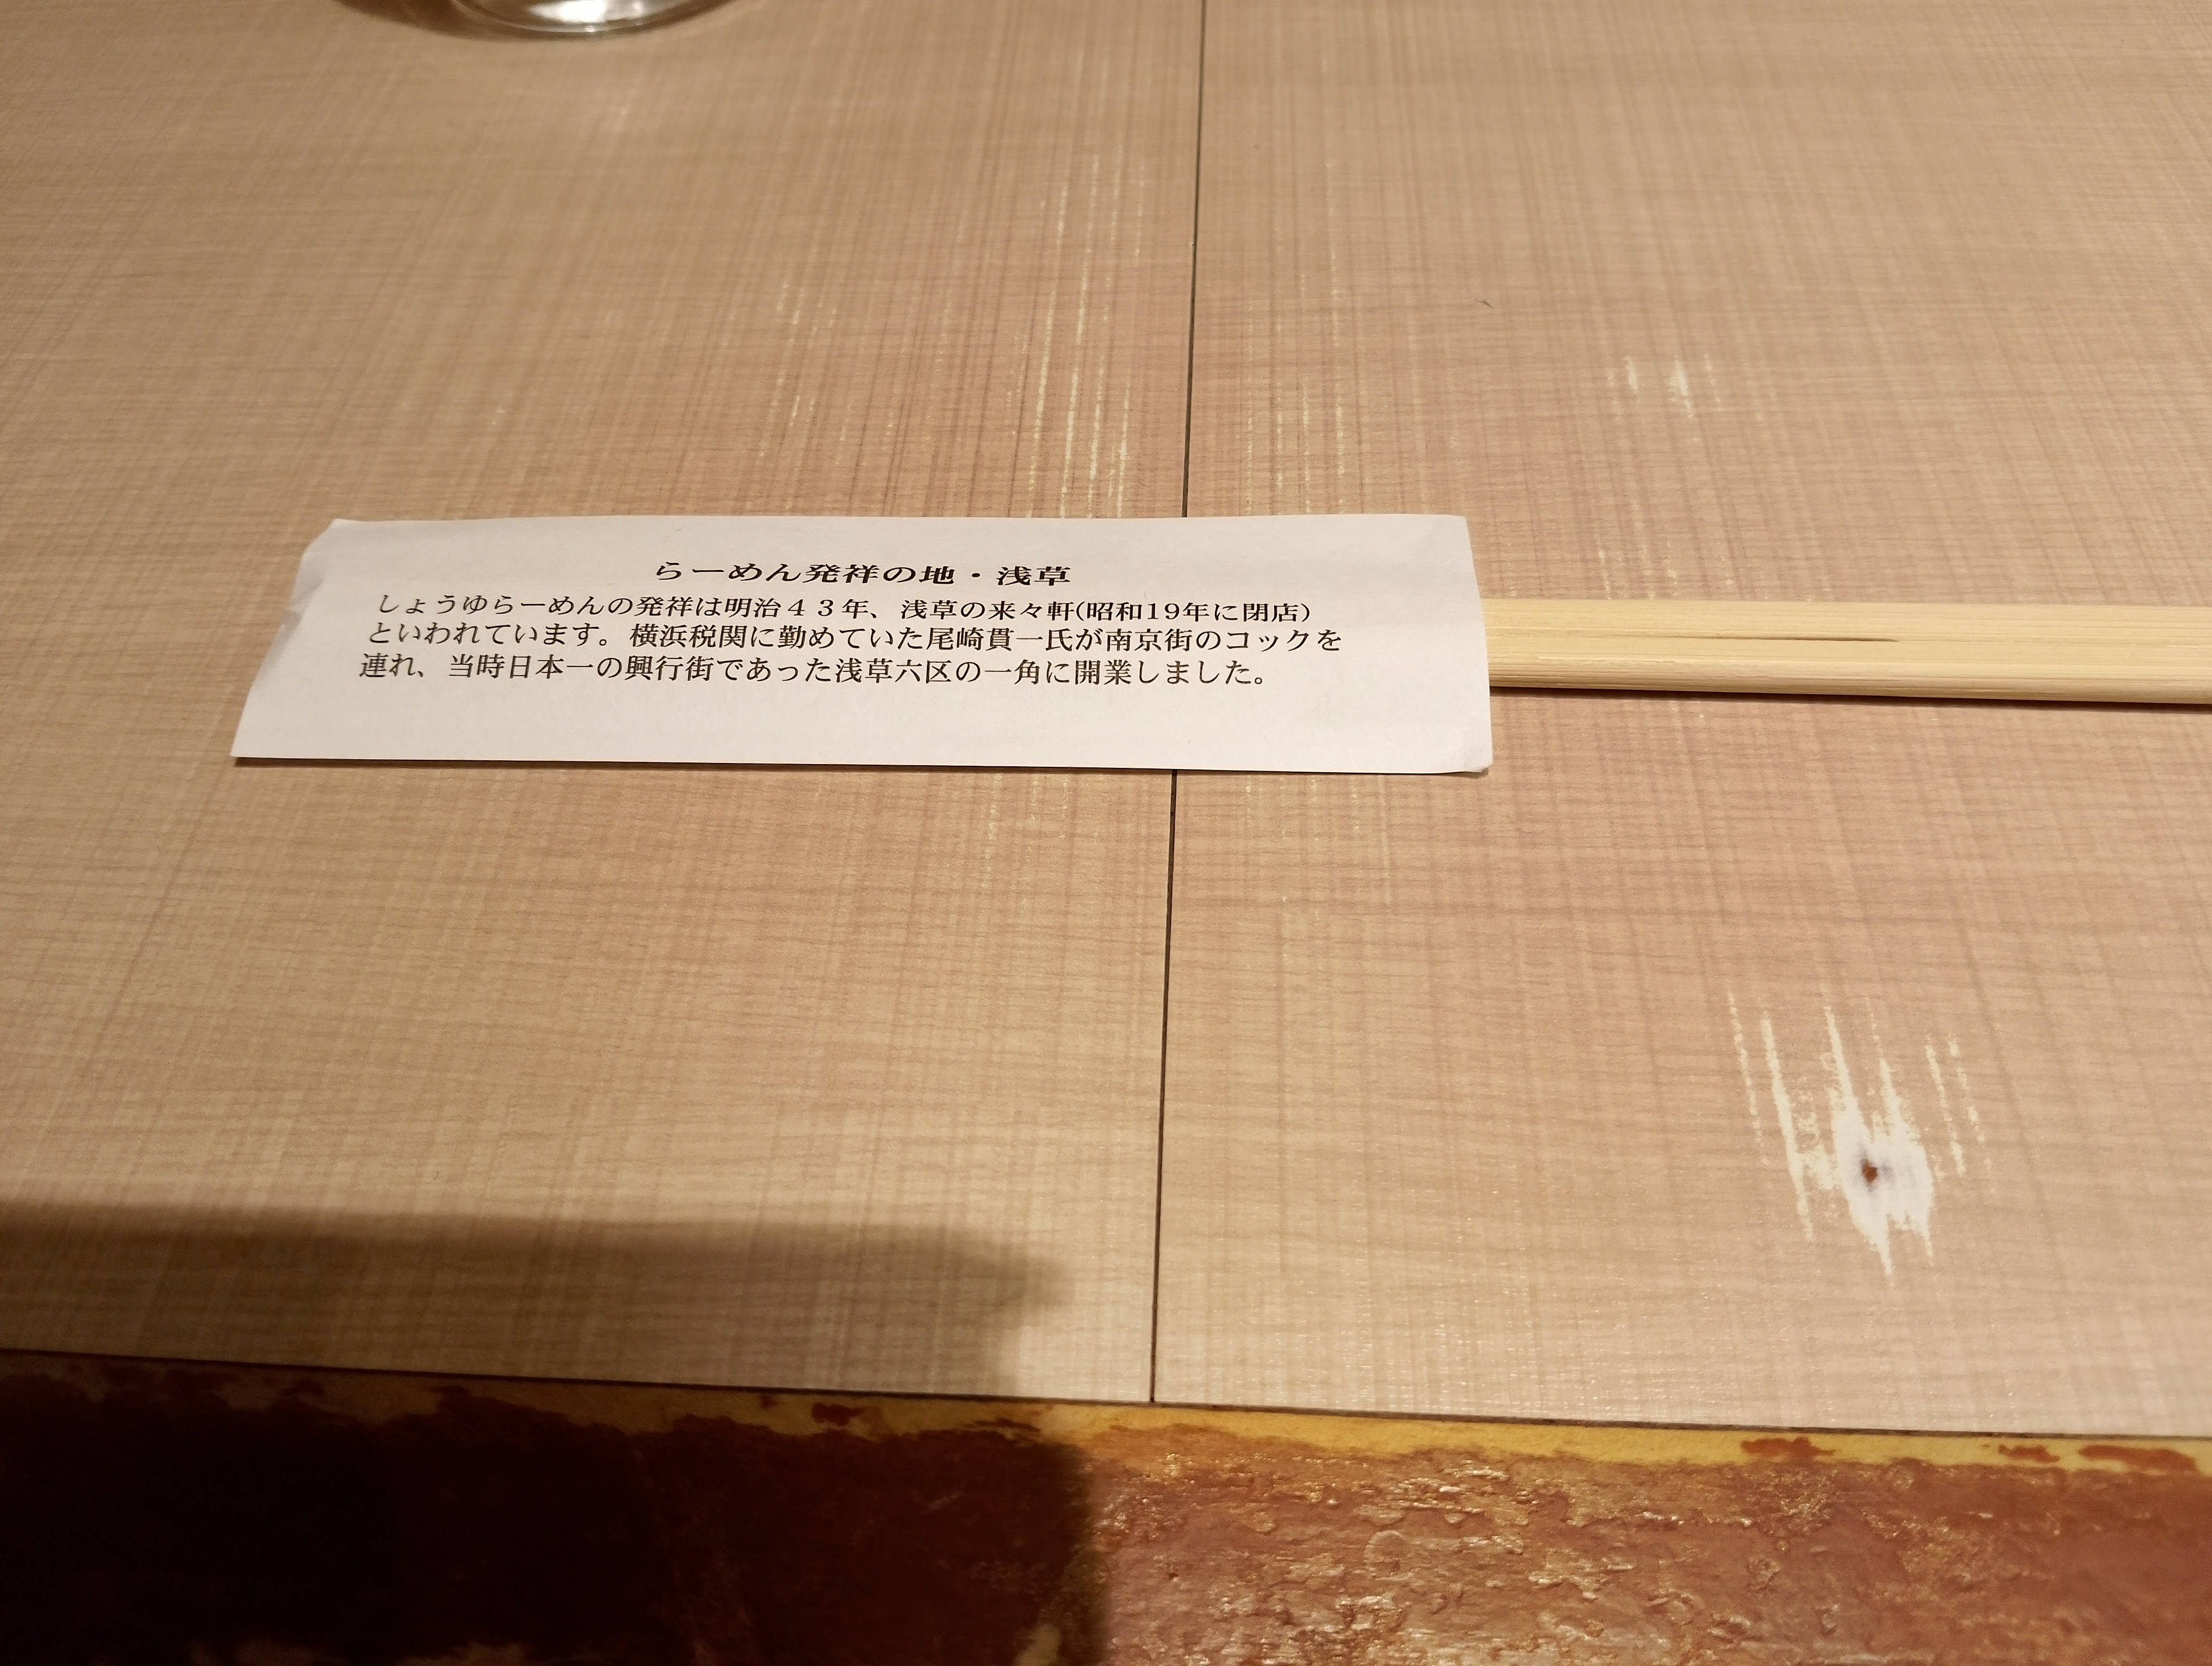 らーめん発祥の地・浅草
しょうゆらーめんの発祥は明治４３年、浅草の来々軒(昭和19年に閉店)
といわれています。横浜税関に勤めていた尾崎貫一氏が南京街のコックを
連れ、当時日本一の興行街であった浅草六区の一角に開業しました。